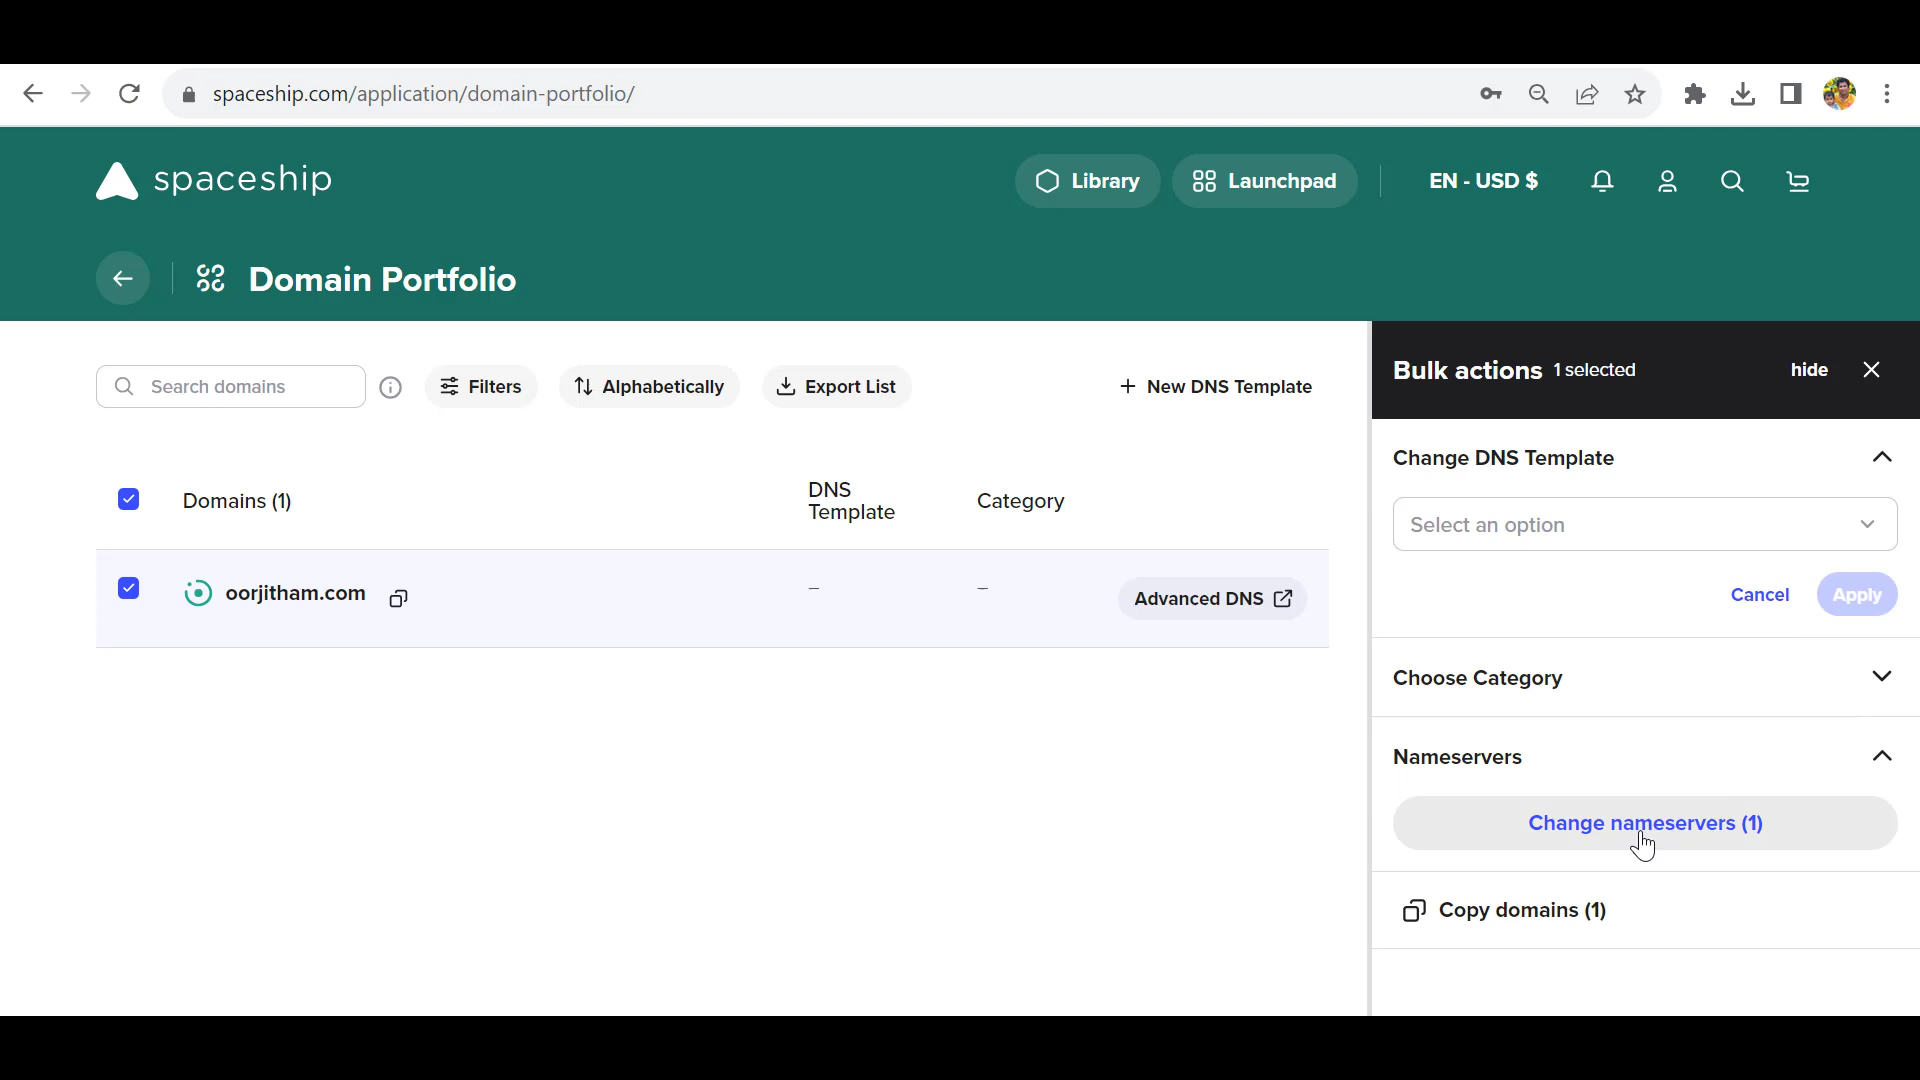 spaceship.com/application/domain-portfolio/
spaceship
Library
Launchpad
EN - USD $
Domain Portfolio
Search domains
Filters
Alphabetically
Export List
+ New DNS Template
Bulk actions 1 selected
hide
Domains (1)
DNS
Template
Category
oorjitham.com
–
–
Advanced DNS
Change DNS Template
Select an option
Cancel
Apply
Choose Category
Nameservers
Change nameservers (1)
Copy domains (1)